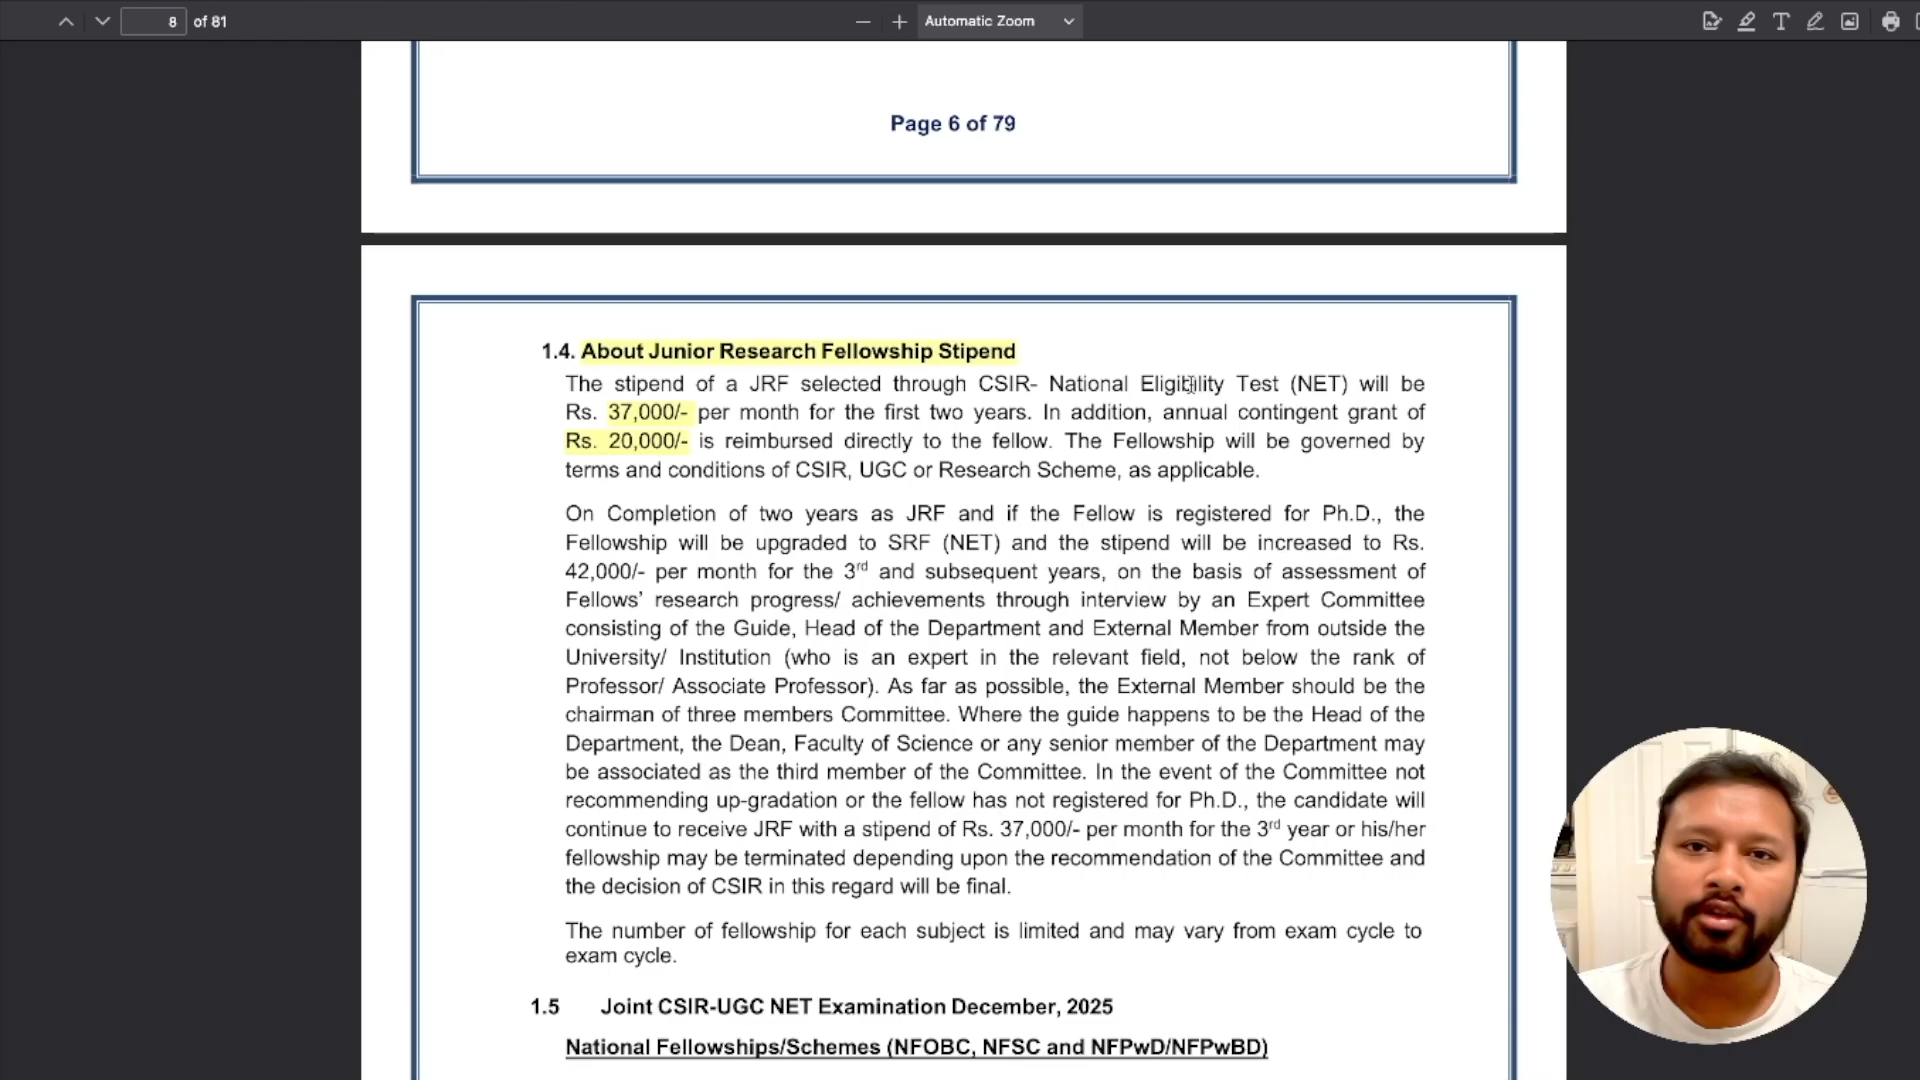 8 of 81
Automatic Zoom
Page 6 of 79
1.4. About Junior Research Fellowship Stipend
The stipend of a JRF selected through CSIR- National Eligibility Test (NET) will be
Rs. 37,000/- per month for the first two years. In addition, annual contingent grant of
Rs. 20,000/- is reimbursed directly to the fellow. The Fellowship will be governed by
terms and conditions of CSIR, UGC or Research Scheme, as applicable.
On Completion of two years as JRF and if the Fellow is registered for Ph.D., the
Fellowship will be upgraded to SRF (NET) and the stipend will be increased to Rs.
42,000/- per month for the 3rd and subsequent years, on the basis of assessment of
Fellows' research progress/ achievements through interview by an Expert Committee
consisting of the Guide, Head of the Department and External Member from outside the
University/ Institution (who is an expert in the relevant field, not below the rank of
Professor/ Associate Professor). As far as possible, the External Member should be the
chairman of three members Committee. Where the guide happens to be the Head of the
Department, the Dean, Faculty of Science or any senior member of the Department may
be associated as the third member of the Committee. In the event of the Committee not
recommending up-gradation or the fellow has not registered for Ph.D., the candidate will
continue to receive JRF with a stipend of Rs. 37,000/- per month for the 3rd year or his/her
fellowship may be terminated depending upon the recommendation of the Committee and
the decision of CSIR in this regard will be final.
The number of fellowship for each subject is limited and may vary from exam cycle to
exam cycle.
1.5 Joint CSIR-UGC NET Examination December, 2025
National Fellowships/Schemes (NFOBC, NFSC and NFPwD/NFPwBD)